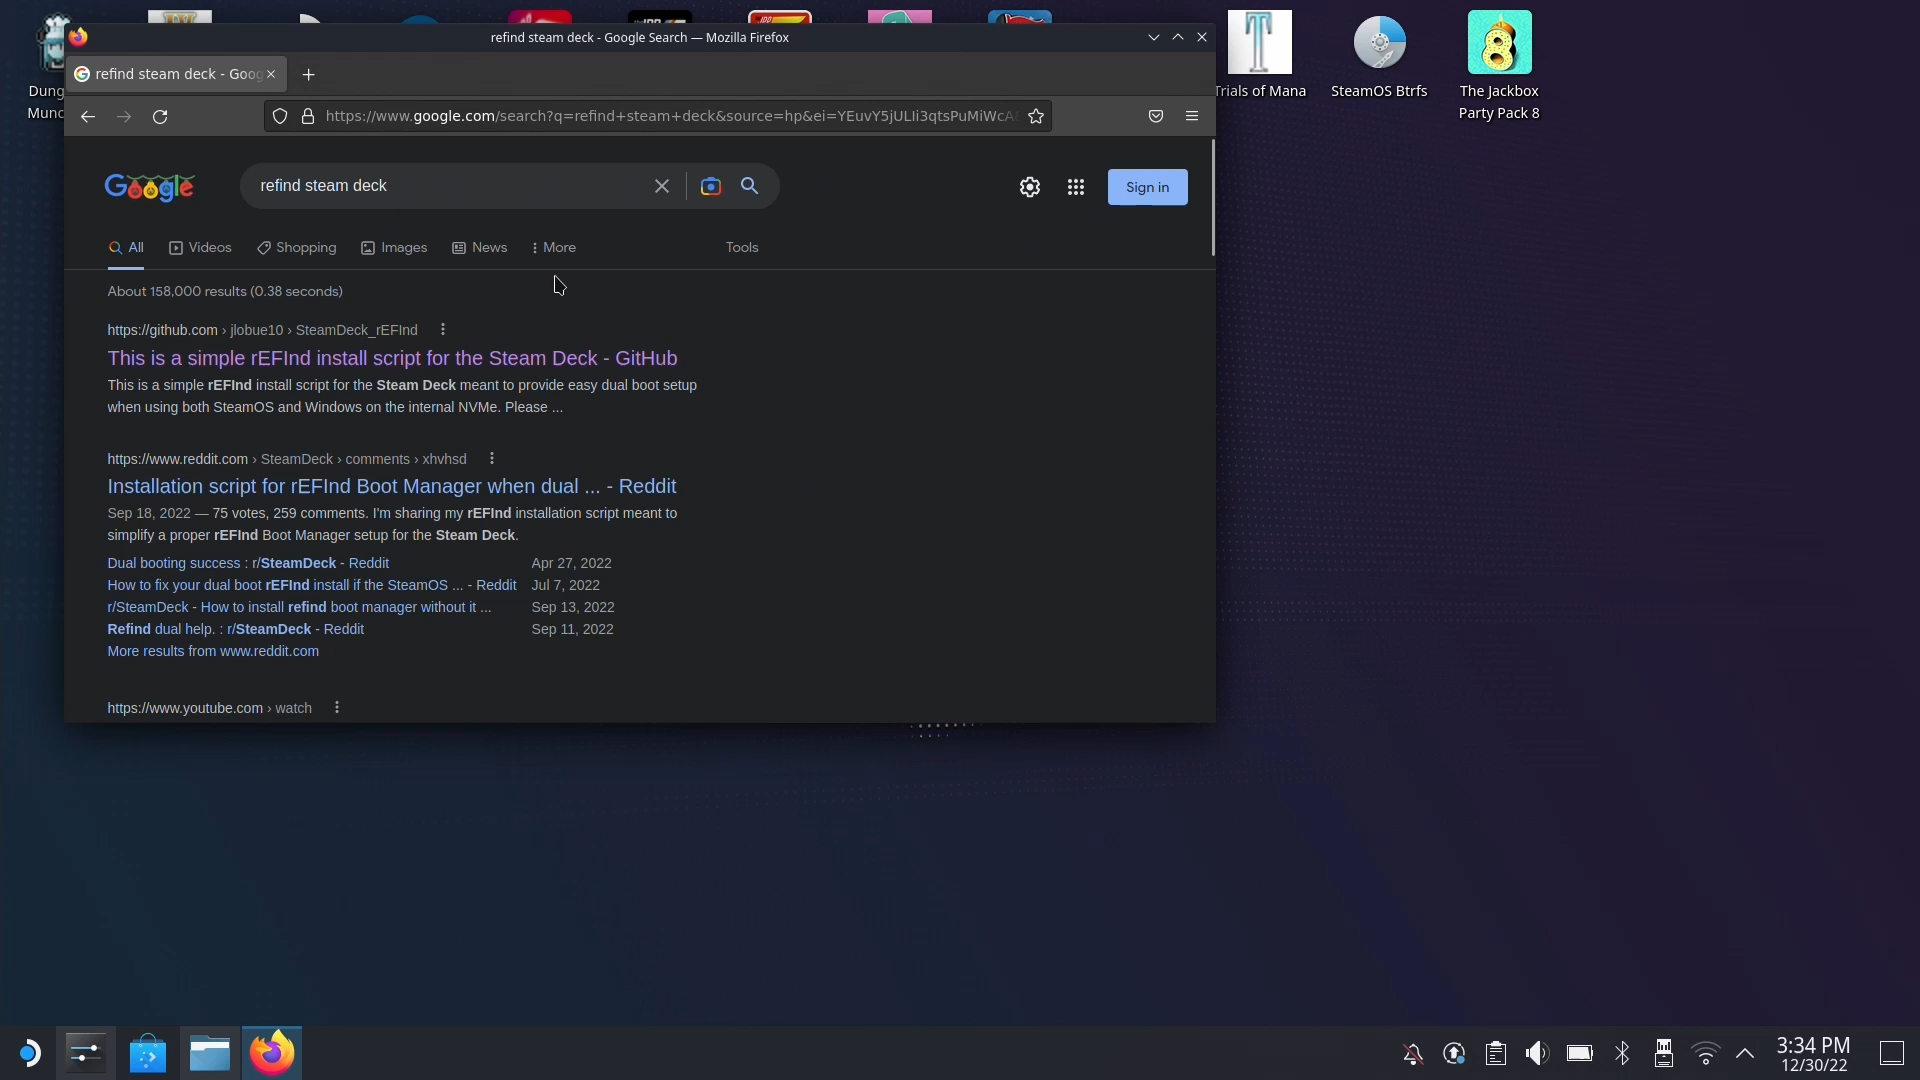 refind steam deck - Google Search — Mozilla Firefox
refind steam deck - Goog
https://www.google.com/search?q=refind+steam+deck&source=hp&ei=YEuvY5jULIi3qtsPuMiWcA
Dung
Munc
Trials of Mana
SteamOS Btrfs
The Jackbox
Party Pack 8
Google
refind steam deck
Sign in
All
Videos
Shopping
Images
News
More
Tools
About 158,000 results (0.38 seconds)
https://github.com › jlobue10 › SteamDeck_rEFInd
This is a simple rEFInd install script for the Steam Deck - GitHub
This is a simple rEFInd install script for the Steam Deck meant to provide easy dual boot setup
when using both SteamOS and Windows on the internal NVMe. Please ...
https://www.reddit.com › SteamDeck › comments › xhvhsd
Installation script for rEFInd Boot Manager when dual ... - Reddit
Sep 18, 2022 — 75 votes, 259 comments. I'm sharing my rEFInd installation script meant to
simplify a proper rEFInd Boot Manager setup for the Steam Deck.
Dual booting success : r/SteamDeck - Reddit Apr 27, 2022
How to fix your dual boot rEFInd install if the SteamOS ... - Reddit Jul 7, 2022
r/SteamDeck - How to install refind boot manager without it ... Sep 13, 2022
Refind dual help. : r/SteamDeck - Reddit Sep 11, 2022
More results from www.reddit.com
https://www.youtube.com › watch
3:34 PM
12/30/22